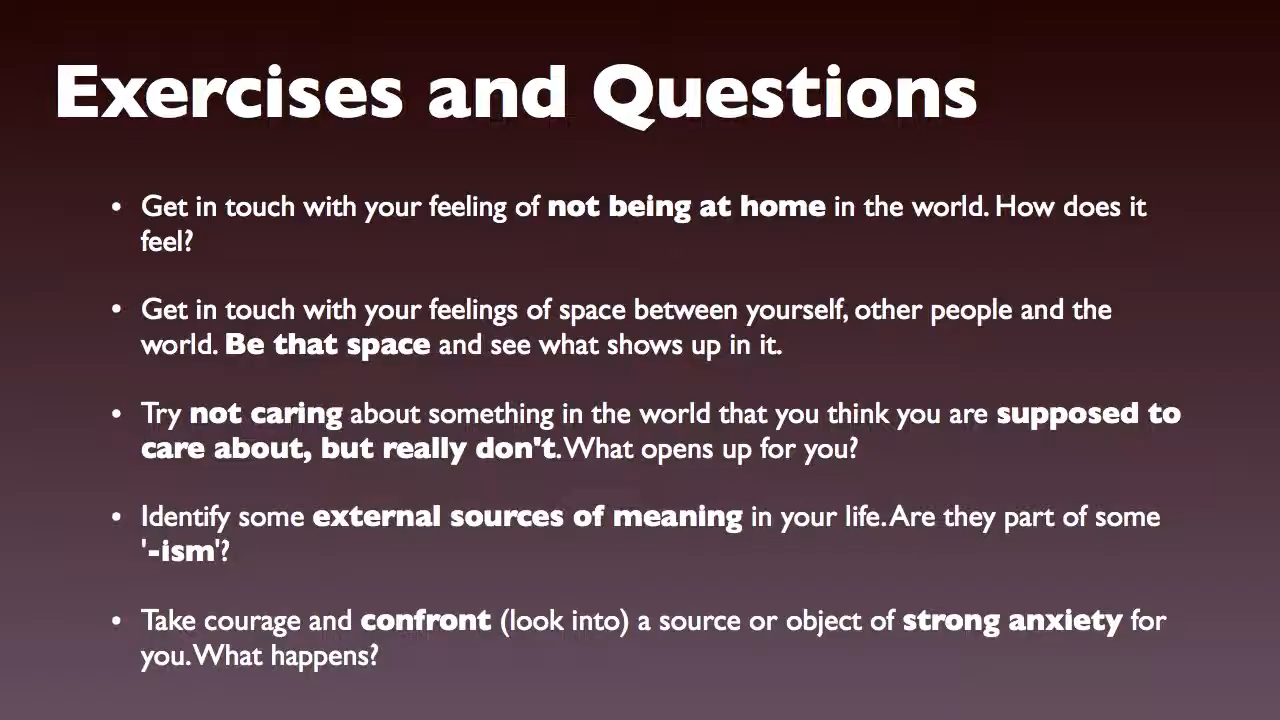 Exercises and Questions
• Get in touch with your feeling of not being at home in the world. How does it
feel?
• Get in touch with your feelings of space between yourself, other people and the
world. Be that space and see what shows up in it.
• Try not caring about something in the world that you think you are supposed to
care about, but really don't. What opens up for you?
• Identify some external sources of meaning in your life. Are they part of some
'-ism'?
• Take courage and confront (look into) a source or object of strong anxiety for
you. What happens?